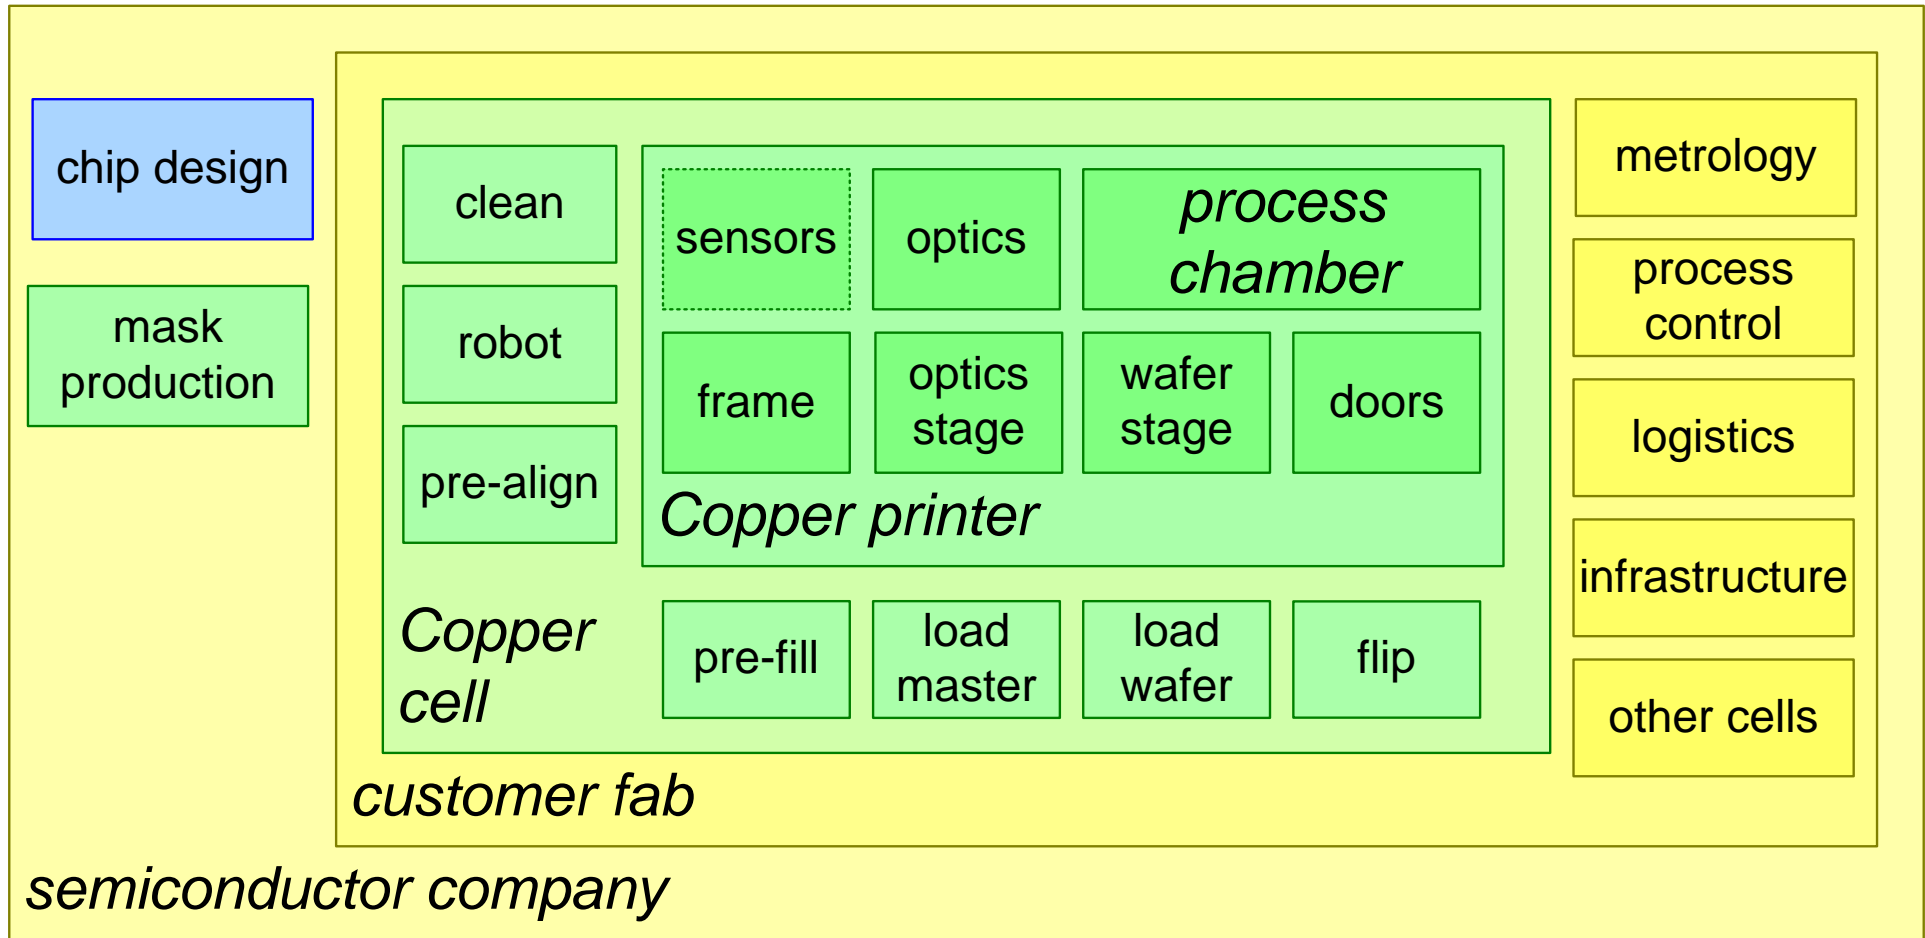 chip design
mask
production
clean
robot
pre-align
sensors
optics
process
chamber
frame
optics
stage
wafer
stage
doors
Copper printer
Copper
cell
pre-fill
load
master
load
wafer
flip
metrology
process
control
logistics
infrastructure
other cells
customer fab
semiconductor company